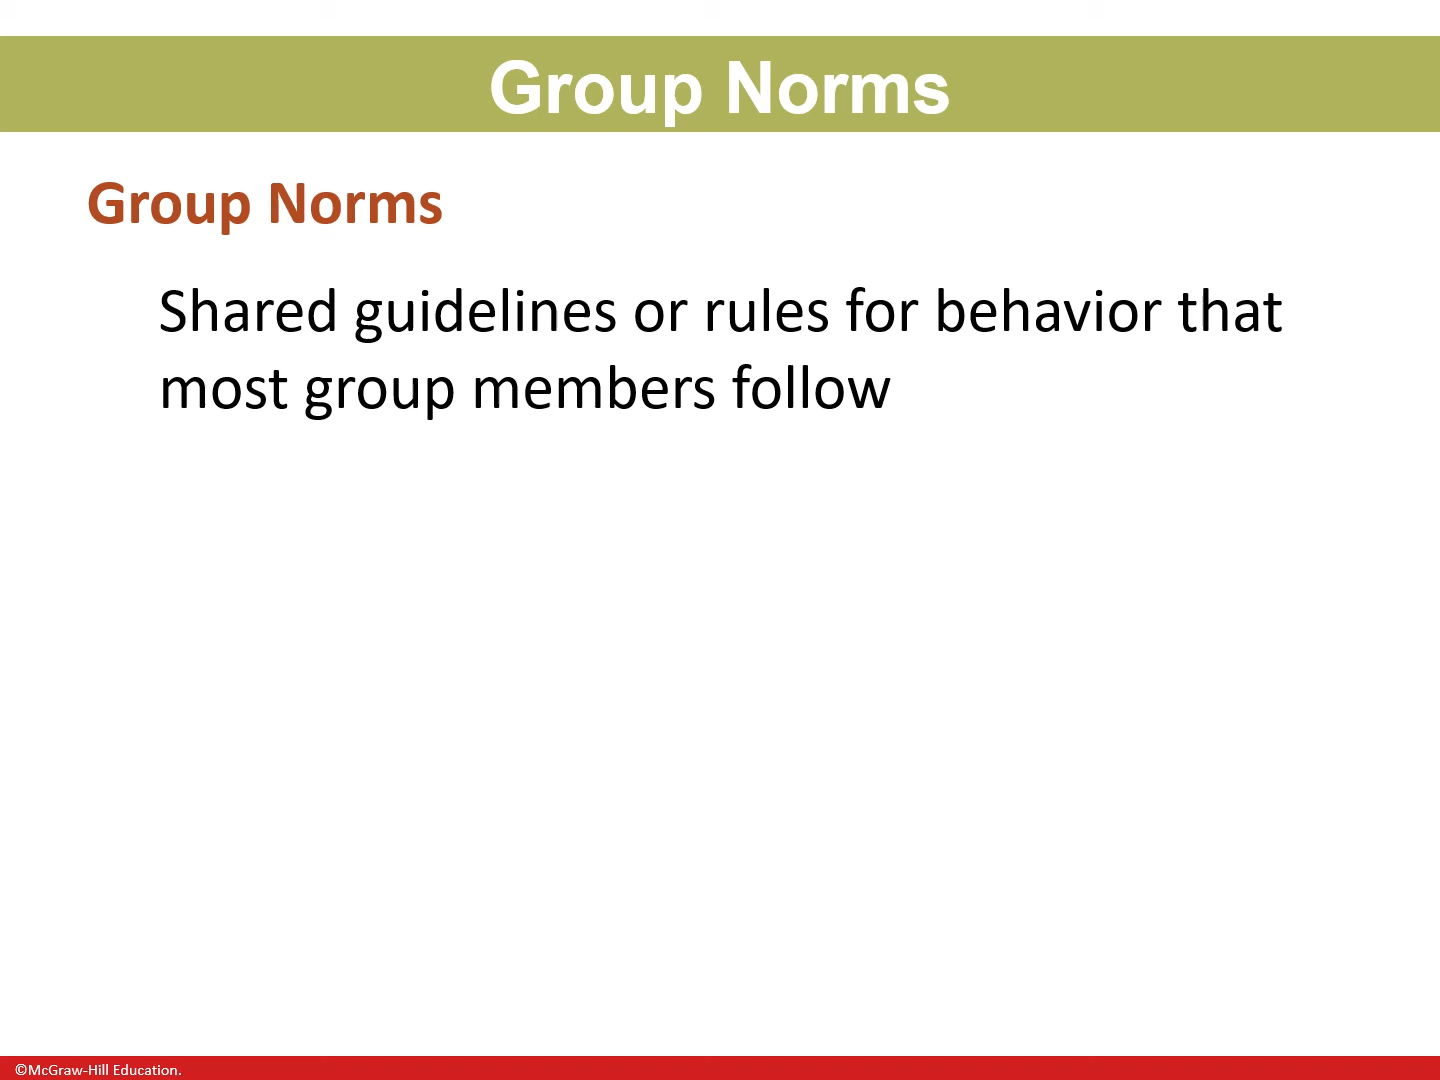 Group Norms
Group Norms
Shared guidelines or rules for behavior that
most group members follow
©McGraw-Hill Education.